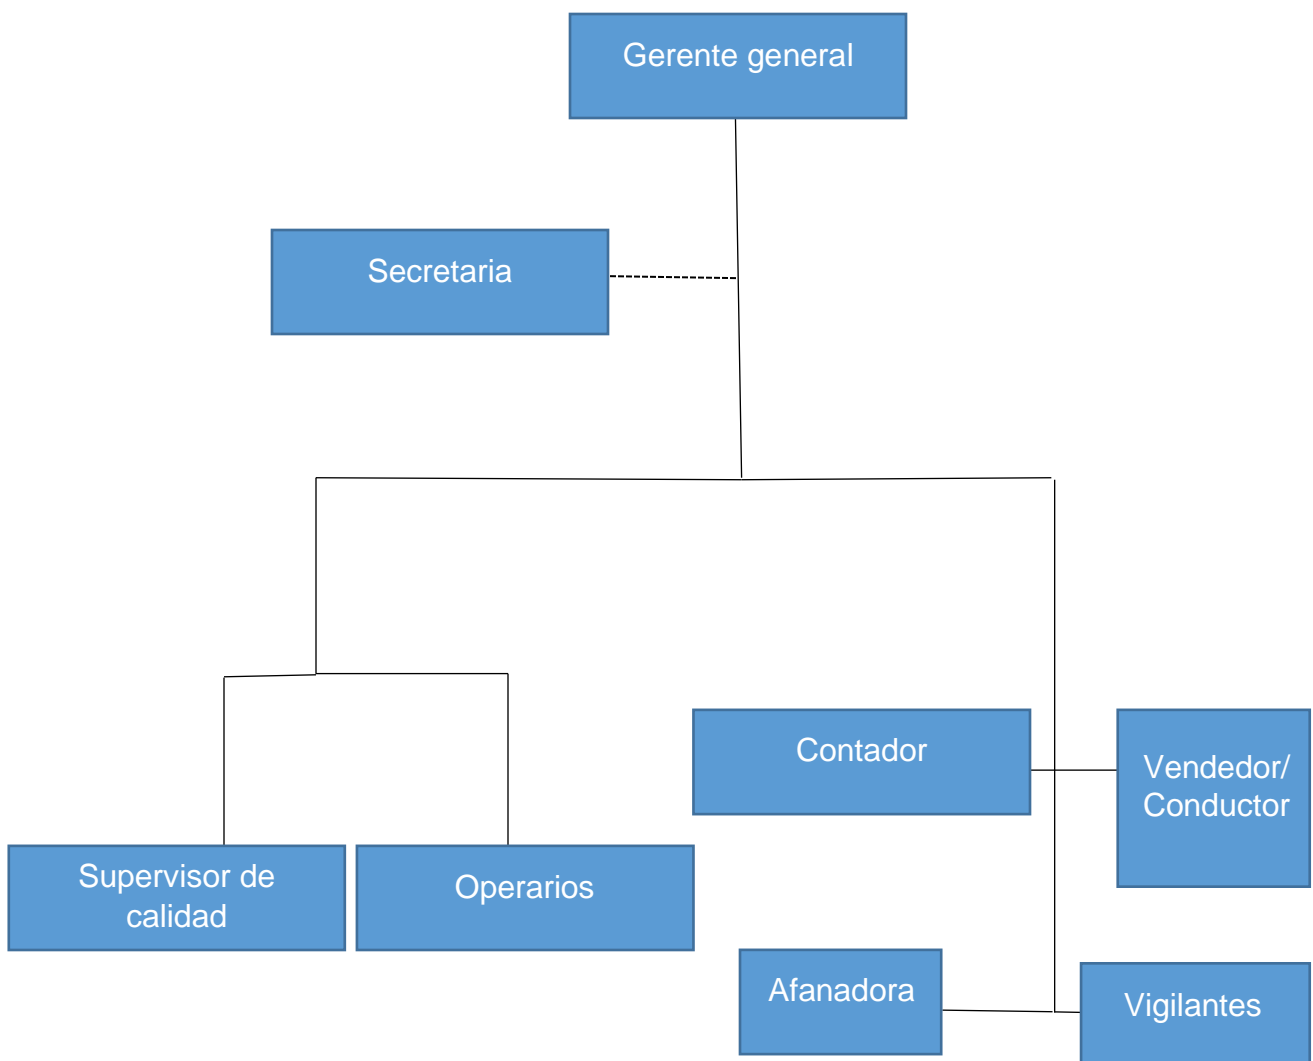 Gerente general
Secretaria
Contador
Vendedor/
Conductor
Supervisor de
calidad
Operarios
Afanadora
Vigilantes